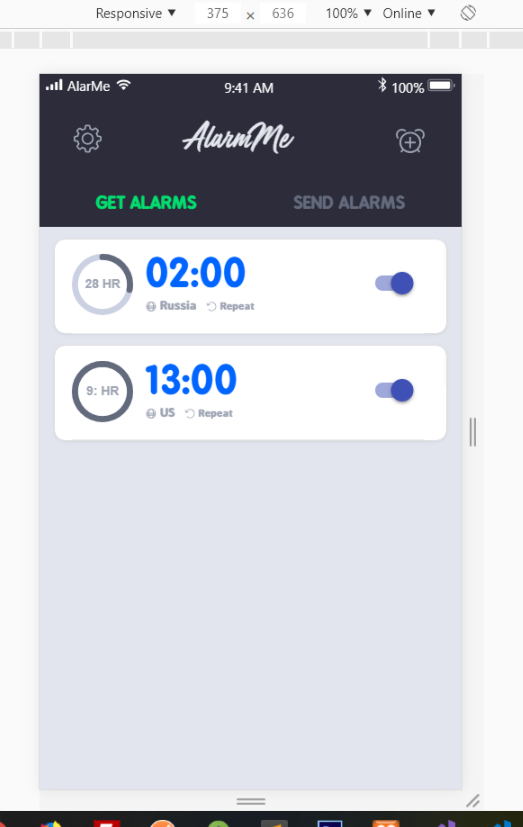 Responsive ▼ 375 × 636 100% ▼ Online ▼
AlarMe 9:41 AM 100%
AlarmMe
GET ALARMS SEND ALARMS
28 HR 02:00
Russia Repeat
9: HR 13:00
US Repeat